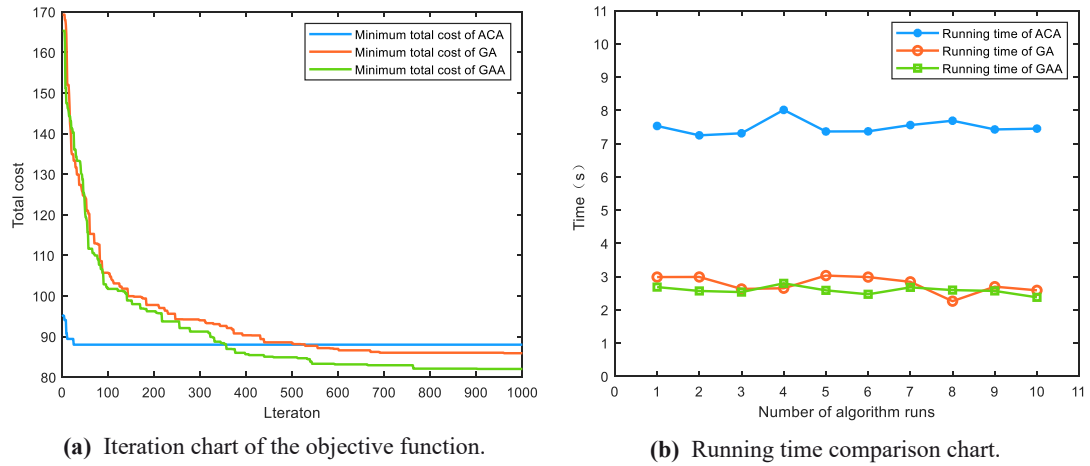 170
160
150
140
130
120
110
100
90
80
Total cost
0 100 200 300 400 500 600 700 800 900 1000
Lteraton
Minimum total cost of ACA
Minimum total cost of GA
Minimum total cost of GAA
(a) Iteration chart of the objective function.
11
10
9
8
7
6
5
4
3
2
1
0
Time（s）
0 1 2 3 4 5 6 7 8 9 10 11
Number of algorithm runs
Running time of ACA
Running time of GA
Running time of GAA
(b) Running time comparison chart.